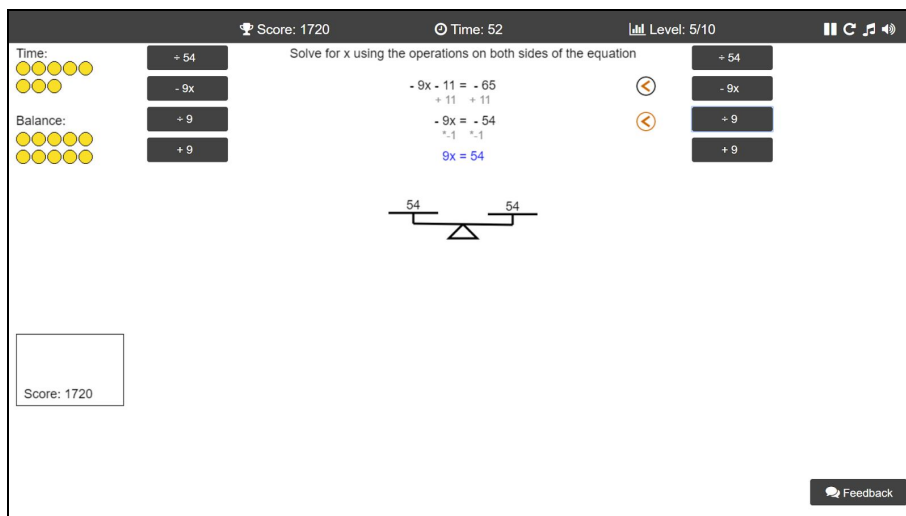 Score: 1720
Time: 52
Level: 5/10
Time:
Balance:
÷ 54
- 9x
÷ 9
+ 9
Solve for x using the operations on both sides of the equation
- 9x - 11 = - 65
+ 11 + 11
- 9x = - 54
*-1 *-1
9x = 54
÷ 54
- 9x
÷ 9
+ 9
54
54
Score: 1720
Feedback